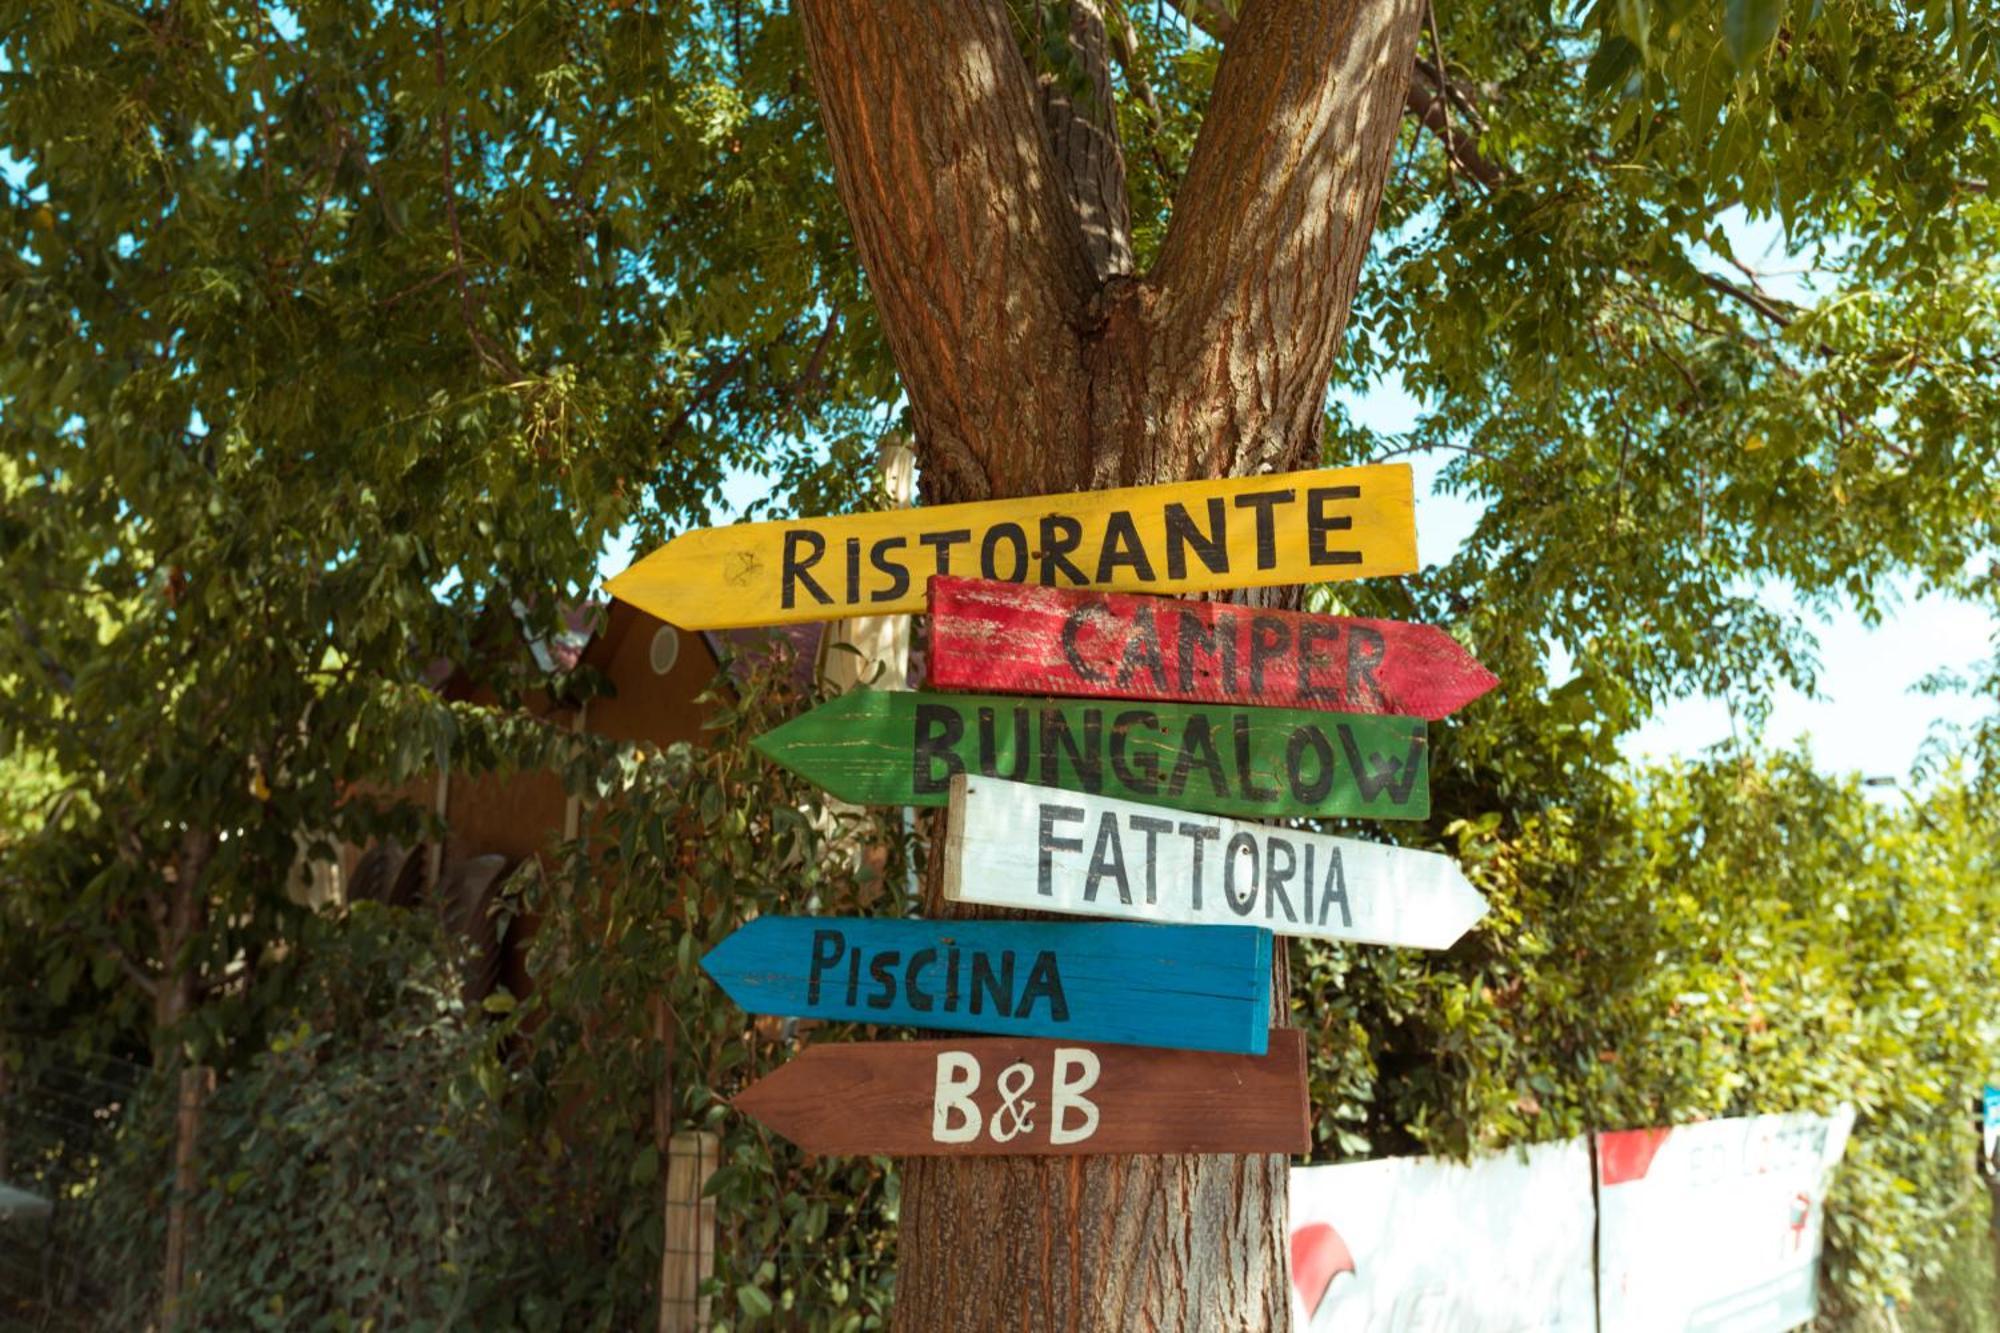 RISTORANTE
CAMPER
BUNGALOW
FATTORIA
PISCINA
B&B